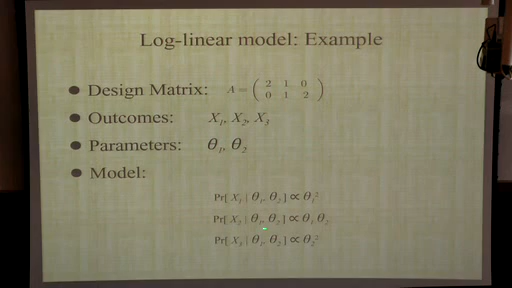 Log-linear model: Example
● Design Matrix: A = ( 2 1 0
0 1 2 )
● Outcomes: X₁, X₂, X₃
● Parameters: θ₁, θ₂
● Model:
Pr[ X₁ | θ₁, θ₂ ] ∝ θ₁²
Pr[ X₂ | θ₁, θ₂ ] ∝ θ₁ θ₂
Pr[ X₃ | θ₁, θ₂ ] ∝ θ₂²